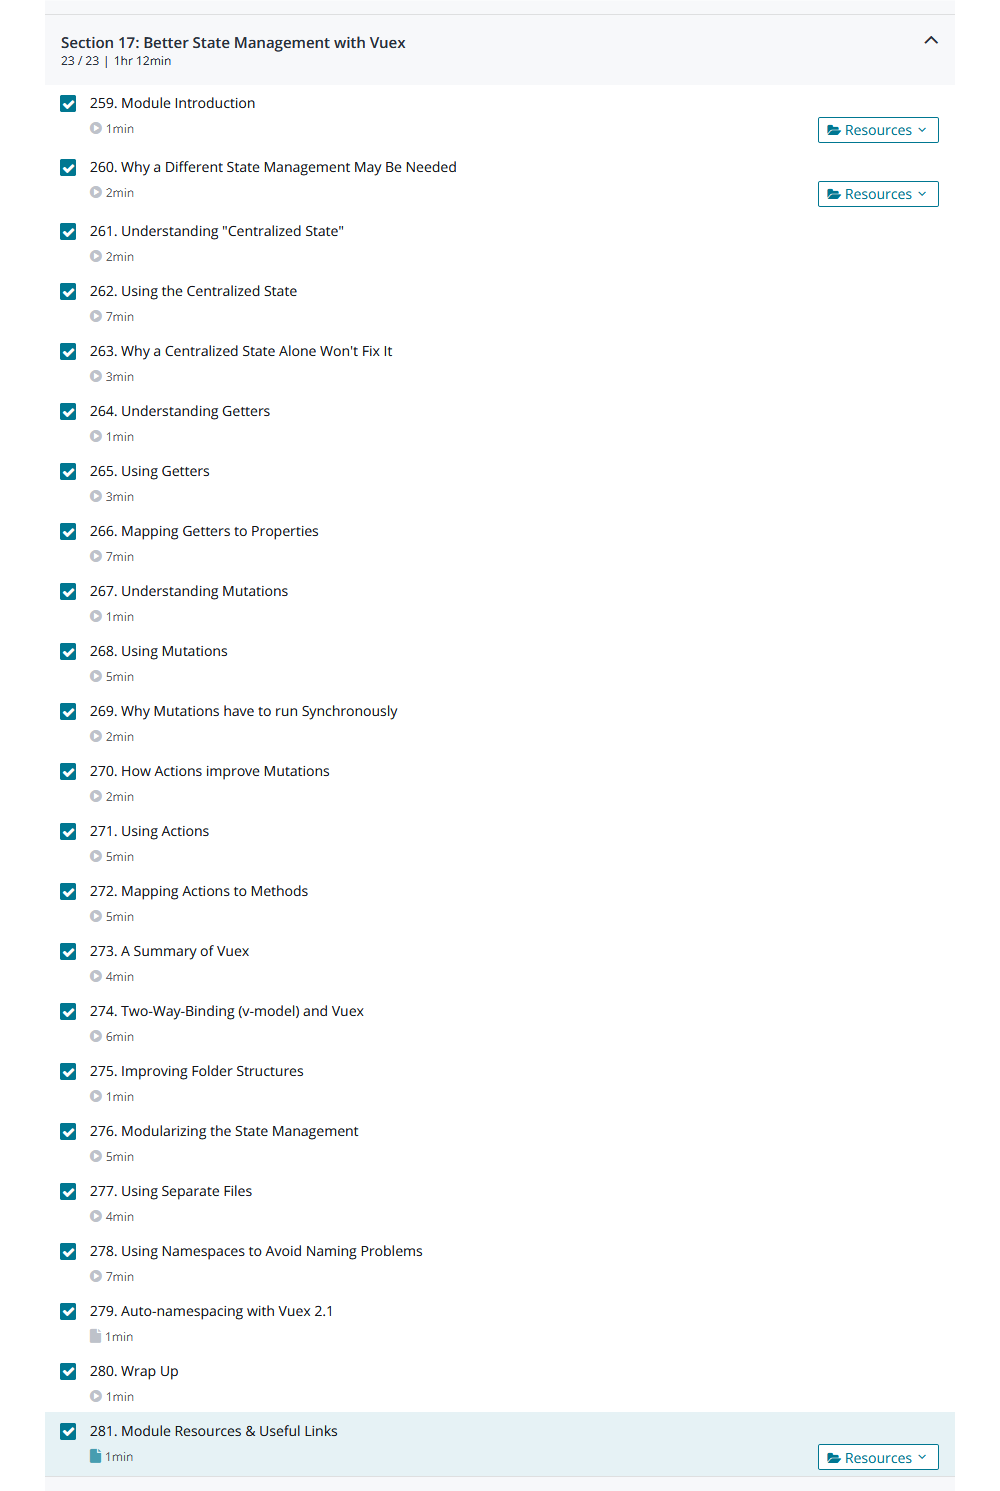 Section 17: Better State Management with Vuex
23 / 23 | 1hr 12min
259. Module Introduction
1min
Resources
260. Why a Different State Management May Be Needed
2min
Resources
261. Understanding "Centralized State"
2min
262. Using the Centralized State
7min
263. Why a Centralized State Alone Won't Fix It
3min
264. Understanding Getters
1min
265. Using Getters
3min
266. Mapping Getters to Properties
7min
267. Understanding Mutations
1min
268. Using Mutations
5min
269. Why Mutations have to run Synchronously
2min
270. How Actions improve Mutations
2min
271. Using Actions
5min
272. Mapping Actions to Methods
5min
273. A Summary of Vuex
4min
274. Two-Way-Binding (v-model) and Vuex
6min
275. Improving Folder Structures
1min
276. Modularizing the State Management
5min
277. Using Separate Files
4min
278. Using Namespaces to Avoid Naming Problems
7min
279. Auto-namespacing with Vuex 2.1
1min
280. Wrap Up
1min
281. Module Resources & Useful Links
1min
Resources